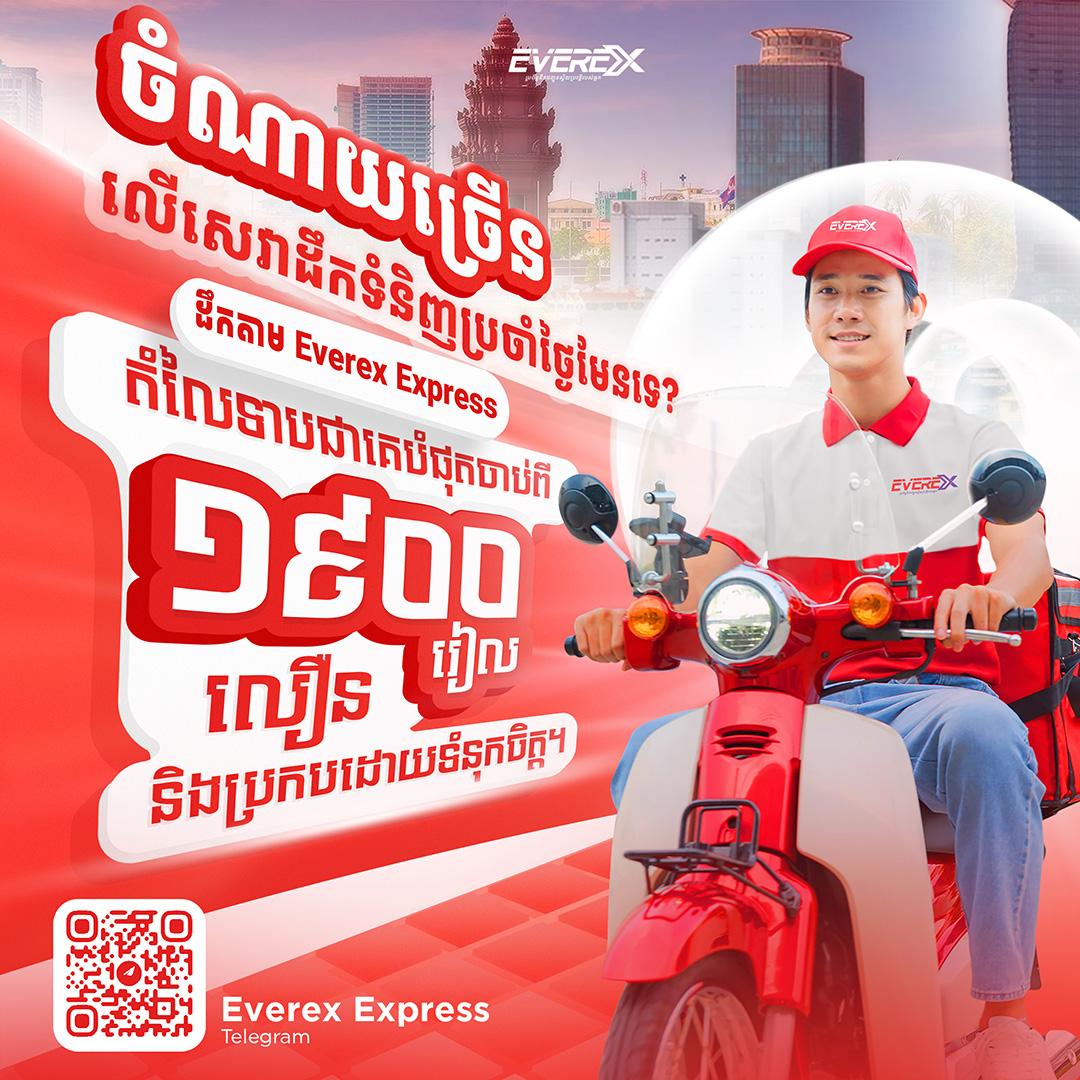 EVEREX
ចំណាយច្រើន
លើសេវាដឹកទំនិញប្រចាំថ្ងៃមែនទេ?
ដឹកតាម Everex Express
តំលៃទាបជាគេបំផុតចាប់ពី
១៩០០
រៀល
លឿន
និងប្រកបដោយទំនុកចិត្ត។
EVEREX
EVEREX
Everex Express
Telegram